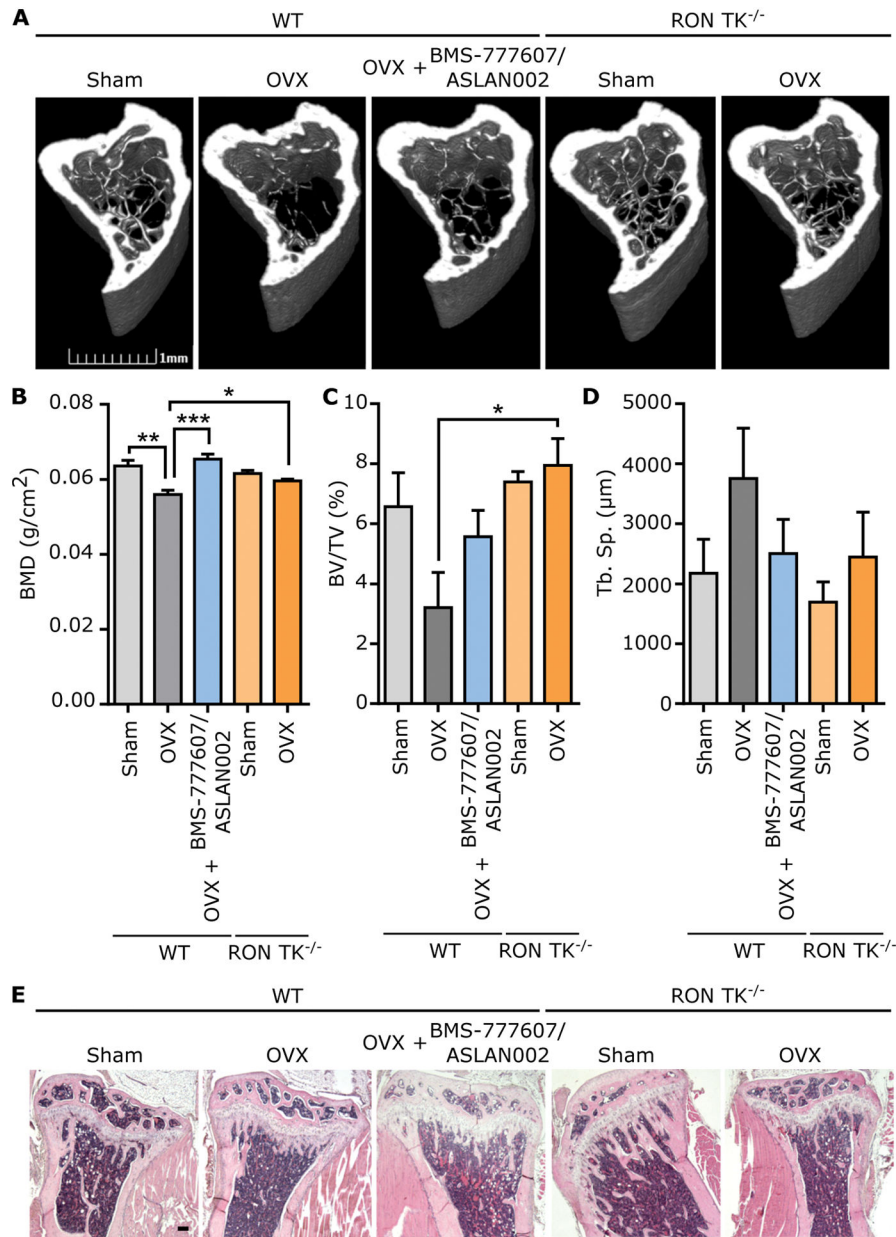 A
WT
RON TK-/-
Sham
OVX
OVX + BMS-777607/
ASLAN002
Sham
OVX
1mm
B
BMD (g/cm2)
0.08
0.06
0.04
0.02
0.00
**
***
*
Sham
OVX
OVX + BMS-777607/
ASLAN002
Sham
OVX
WT
RON TK-/-
C
BV/TV (%)
10
8
6
4
2
0
*
Sham
OVX
OVX + BMS-777607/
ASLAN002
Sham
OVX
WT
RON TK-/-
D
Tb. Sp. (µm)
5000
4000
3000
2000
1000
0
Sham
OVX
OVX + BMS-777607/
ASLAN002
Sham
OVX
WT
RON TK-/-
E
WT
RON TK-/-
Sham
OVX
OVX + BMS-777607/
ASLAN002
Sham
OVX